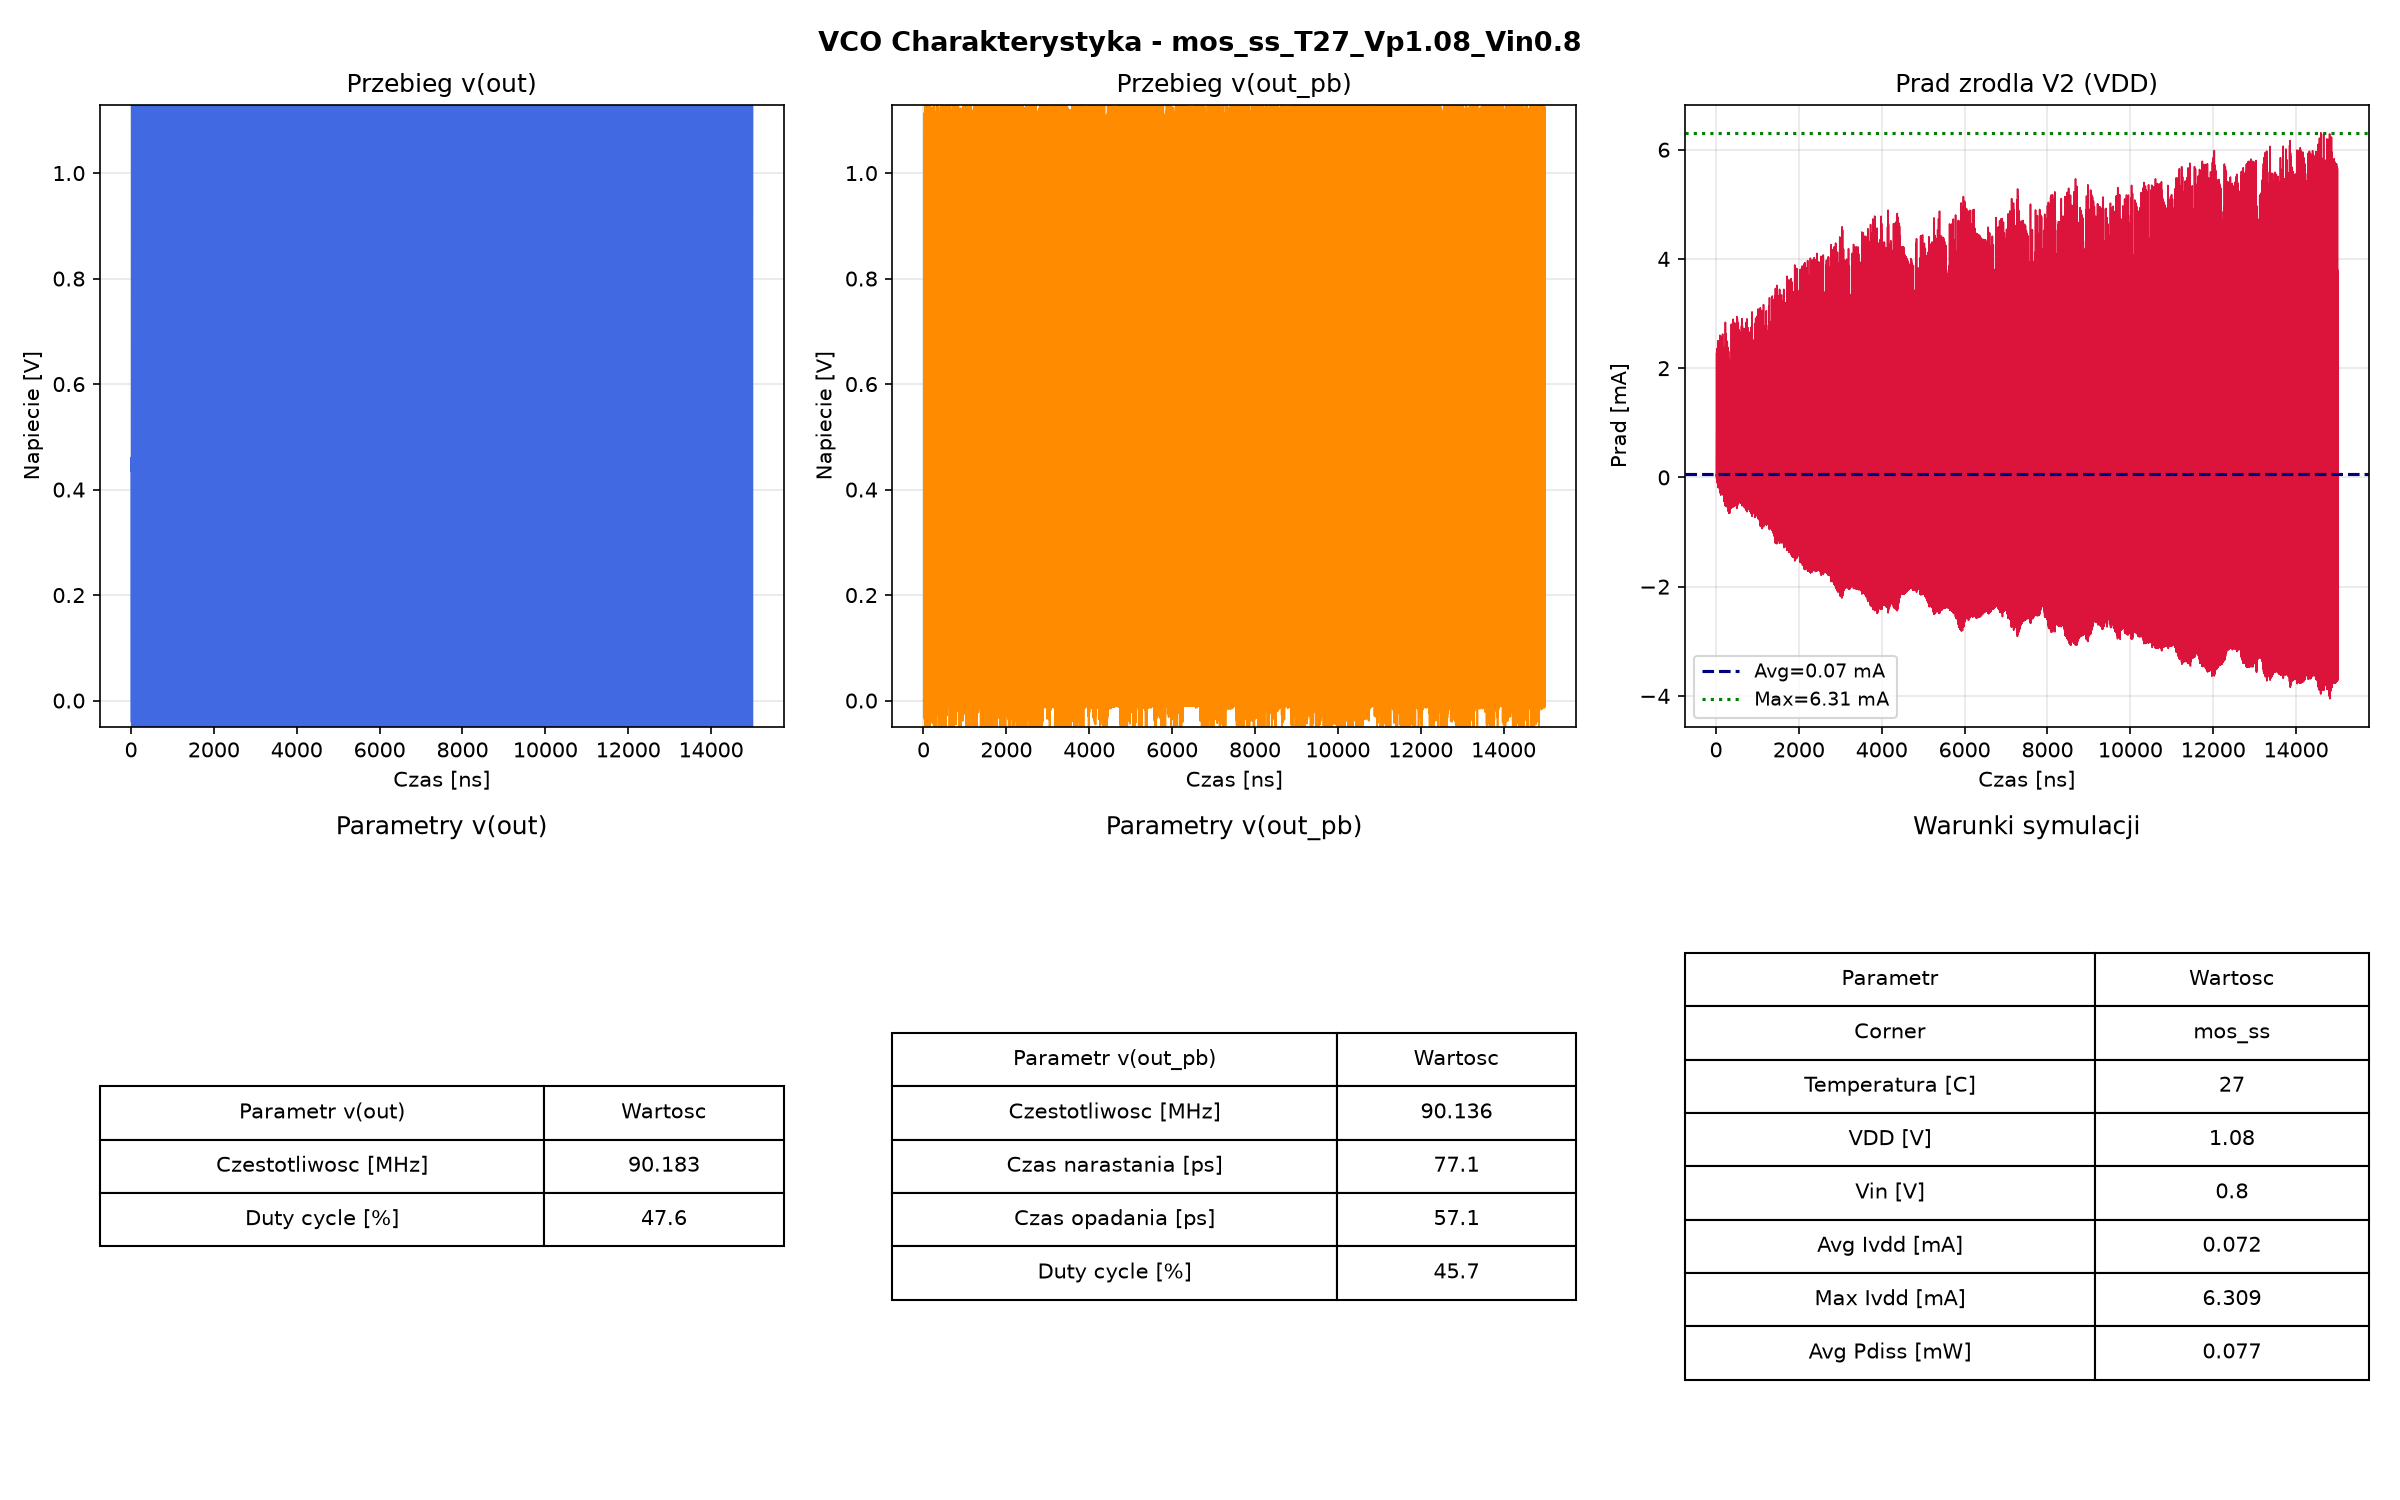 VCO Charakterystyka - mos_ss_T27_Vp1.08_Vin0.8
Przebieg v(out)
1.0
0.8
0.6
0.4
0.2
0.0
Napiecie [V]
0 2000 4000 6000 8000 10000 12000 14000
Czas [ns]
Przebieg v(out_pb)
1.0
0.8
0.6
0.4
0.2
0.0
Napiecie [V]
0 2000 4000 6000 8000 10000 12000 14000
Czas [ns]
Prad zrodla V2 (VDD)
6
4
2
0
−2
−4
Prad [mA]
Avg=0.07 mA
Max=6.31 mA
0 2000 4000 6000 8000 10000 12000 14000
Czas [ns]
Parametry v(out)
Parametr v(out) Wartosc
Czestotliwosc [MHz] 90.183
Duty cycle [%] 47.6
Parametry v(out_pb)
Parametr v(out_pb) Wartosc
Czestotliwosc [MHz] 90.136
Czas narastania [ps] 77.1
Czas opadania [ps] 57.1
Duty cycle [%] 45.7
Warunki symulacji
Parametr Wartosc
Corner mos_ss
Temperatura [C] 27
VDD [V] 1.08
Vin [V] 0.8
Avg Ivdd [mA] 0.072
Max Ivdd [mA] 6.309
Avg Pdiss [mW] 0.077